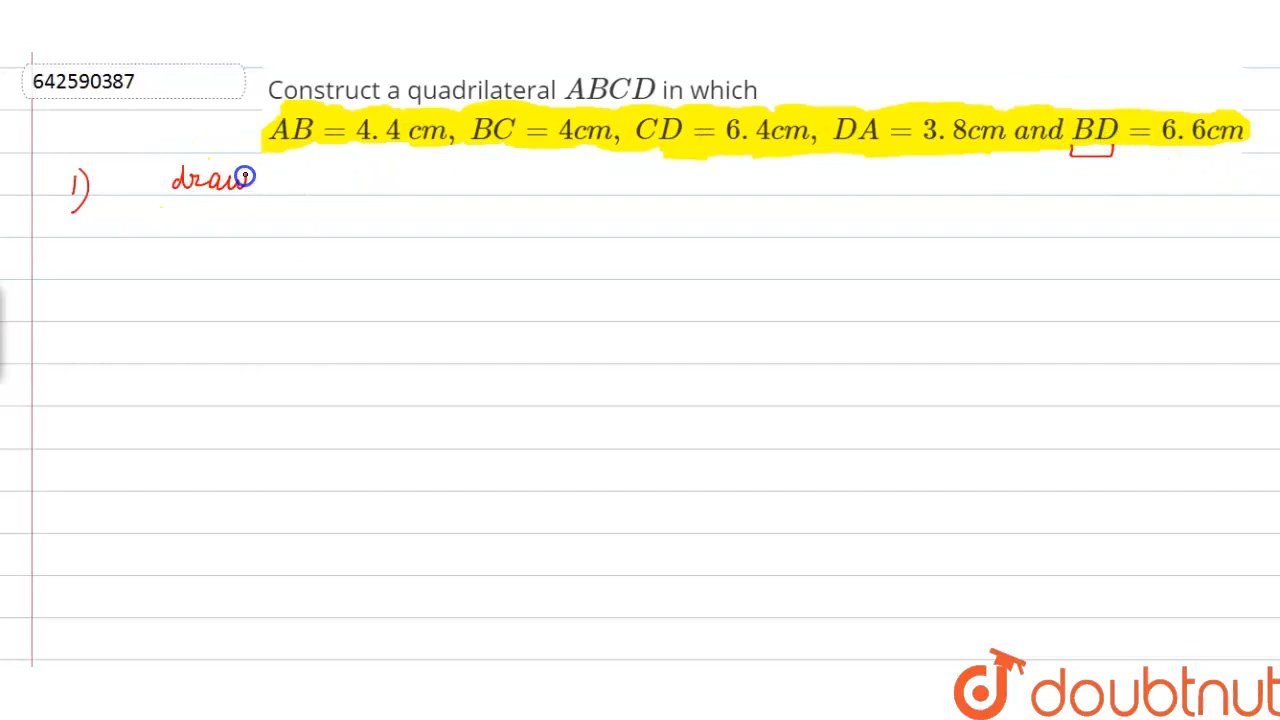 642590387
Construct a quadrilateral ABCD in which
AB = 4. 4 cm, BC = 4cm, CD = 6. 4cm, DA = 3. 8cm and BD = 6. 6cm
1) draw
doubtnut